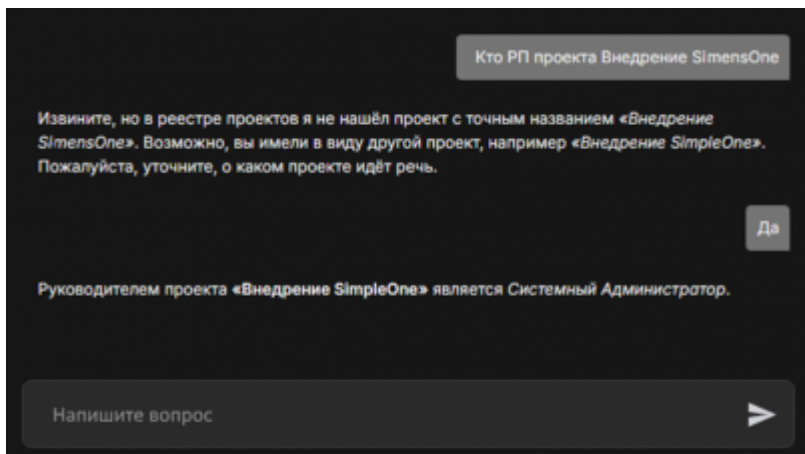 Кто РП проекта Внедрение SimensOne
Извините, но в реестре проектов я не нашёл проект с точным названием «Внедрение
SimensOne». Возможно, вы имели в виду другой проект, например «Внедрение SimpleOne».
Пожалуйста, уточните, о каком проекте идёт речь.
Да
Руководителем проекта «Внедрение SimpleOne» является Системный Администратор.
Напишите вопрос